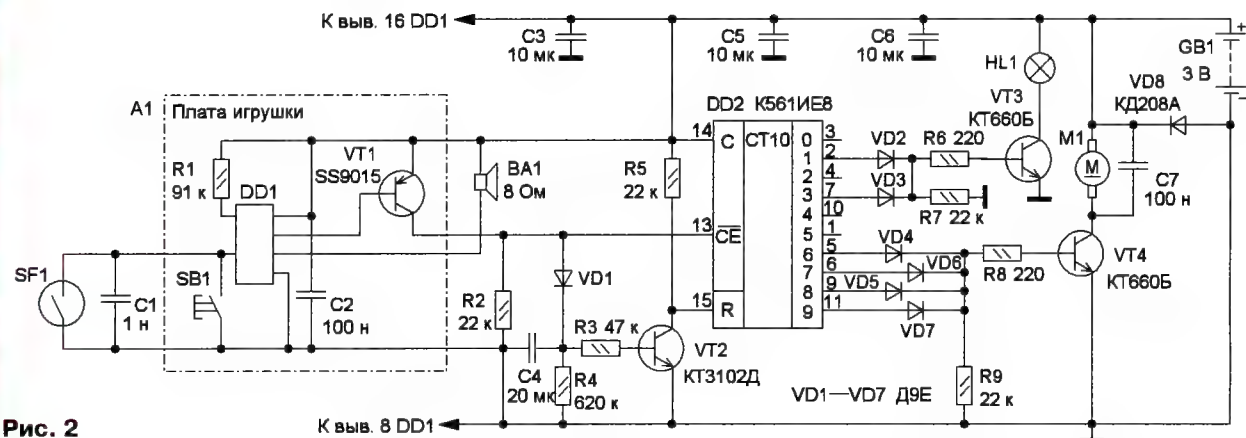 К выв. 16 DD1
C3
10 мк
C5
10 мк
C6
10 мк
HL1
GB1
+
3 В
VD8
КД208А
A1
Плата игрушки
R1
91 к
DD1
VT1
SS9015
BA1
8 Ом
R5
22 к
DD2 К561ИЕ8
14
C
CT10
13
CE
15
R
0
1
2
3
4
5
6
7
8
9
3
2
4
7
10
1
5
6
9
11
VD2
VD3
R6 220
R7 22 к
VT3
КТ660Б
M1
M
C7
100 н
VD4
VD6
VD5
VD7
R8 220
VT4
КТ660Б
R9
22 к
SF1
C1
1 н
SB1
C2
100 н
R2
22 к
VD1
C4
20 мк
R3 47 к
R4
620 к
VT2
КТ3102Д
VD1—VD7 Д9Е
К выв. 8 DD1
Рис. 2